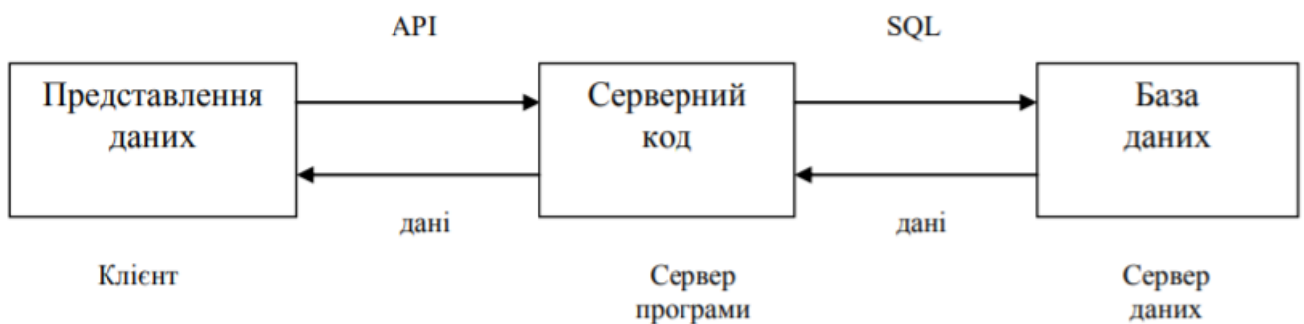 API
SQL
Представлення
даних
Серверний
код
База
даних
дані
дані
Клієнт
Сервер
програми
Сервер
даних